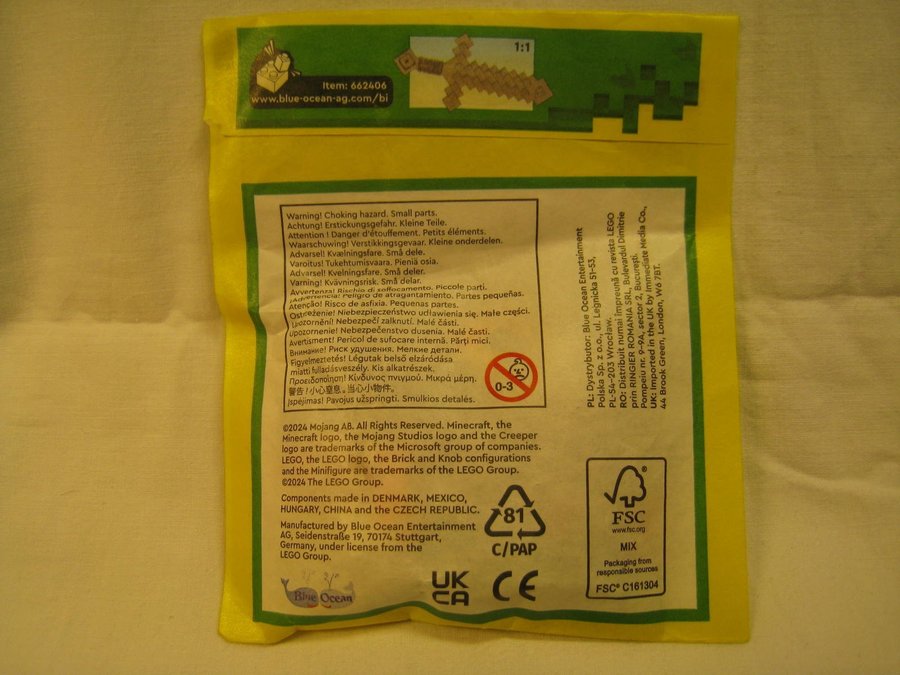 1:1
Item: 662406
www.blue-ocean-ag.com/bi
Warning! Choking hazard. Small parts.
Achtung! Erstickungsgefahr. Kleine Teile.
Attention ! Danger d'étouffement. Petits éléments.
Waarschuwing! Verstikkingsgevaar. Kleine onderdelen.
Advarsel! Kvælningsfare. Små dele.
Varoitus! Tukehtumisvaara. Pieniä osia.
Advarsel! Kvelningsfare. Små deler.
Varning! Kvävningsrisk. Små delar.
Avvertenza! Rischio di soffocamento. Piccole parti.
¡Advertencia! Peligro de atragantamiento. Partes pequeñas.
Atenção! Risco de asfixia. Pequenas partes.
Ostrzeżenie! Niebezpieczeństwo udławienia się. Małe części.
Upozornění! Nebezpečí zalknutí. Malé části.
Upozornenie! Nebezpečenstvo dusenia. Malé časti.
Avertisment! Pericol de sufocare internă. Părți mici.
Внимание! Риск удушения. Мелкие детали.
Figyelmeztetés! Légutak belső elzáródása
miatti fulladásveszély. Kis alkatrészek.
Προειδοποίηση! Κίνδυνος πνιγμού. Μικρά μέρη.
警告！小心窒息。当心小物件。
Įspėjimas! Pavojus užspringti. Smulkios detalės.
0-3
©2024 Mojang AB. All Rights Reserved. Minecraft, the
Minecraft logo, the Mojang Studios logo and the Creeper
logo are trademarks of the Microsoft group of companies.
LEGO, the LEGO logo, the Brick and Knob configurations
and the Minifigure are trademarks of the LEGO Group.
©2024 The LEGO Group.
Components made in DENMARK, MEXICO,
HUNGARY, CHINA and the CZECH REPUBLIC.
Manufactured by Blue Ocean Entertainment
AG, Seidenstraße 19, 70174 Stuttgart,
Germany, under license from the
LEGO Group.
Blue Ocean
81
C/PAP
UK
CA
CE
PL: Dystrybutor: Blue Ocean Entertainment
Polska Sp. z o.o., ul. Legnicka 51-53,
PL-54-203 Wrocław.
RO: Distribuit numai împreună cu revista LEGO
prin RINGIER ROMANIA SRL, Bulevardul Dimitrie
Pompeiu nr. 9-9A, sector 2, București.
UK: Imported in the UK by Immediate Media Co.,
44 Brook Green, London, W6 7BT.
FSC
www.fsc.org
MIX
Packaging from
responsible sources
FSC® C161304